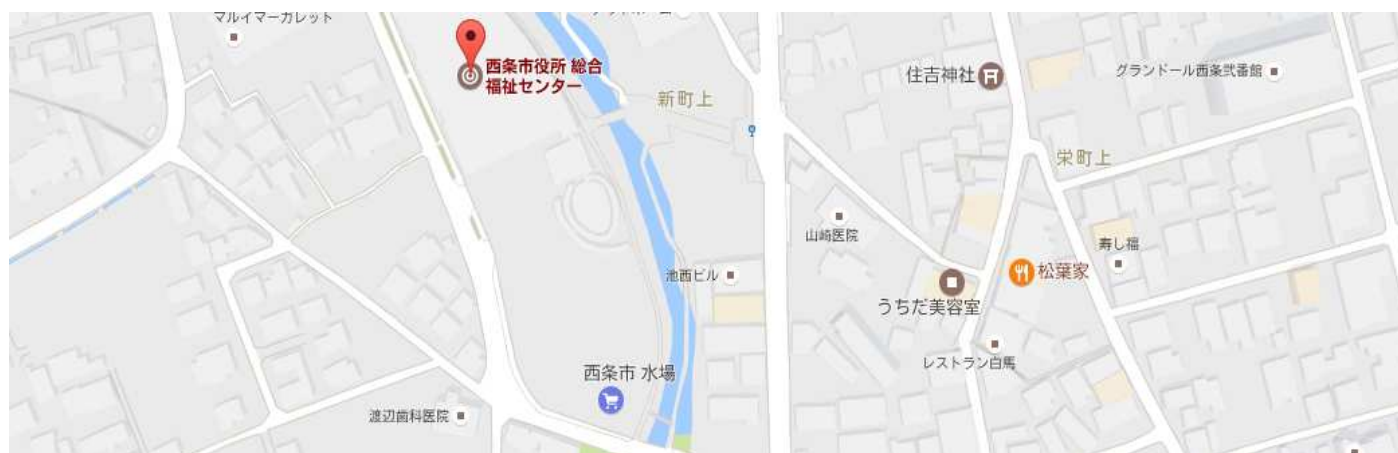 マルイマーガレット
西条市役所 総合
福祉センター
新町上
住吉神社
グランドール西条弐番館
栄町上
山崎医院
寿し福
松葉家
池西ビル
うちだ美容室
レストラン白馬
西条市 水場
渡辺歯科医院